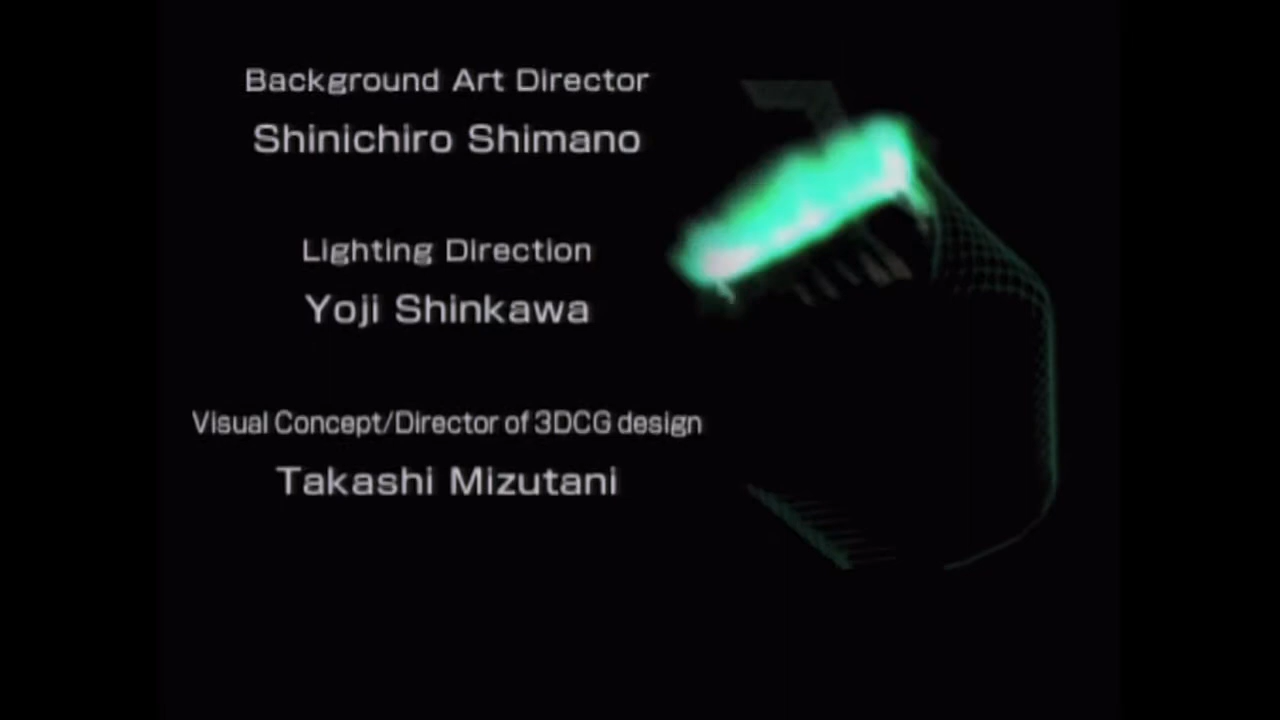 Background Art Director
Shinichiro Shimano
Lighting Direction
Yoji Shinkawa
Visual Concept/Director of 3DCG design
Takashi Mizutani